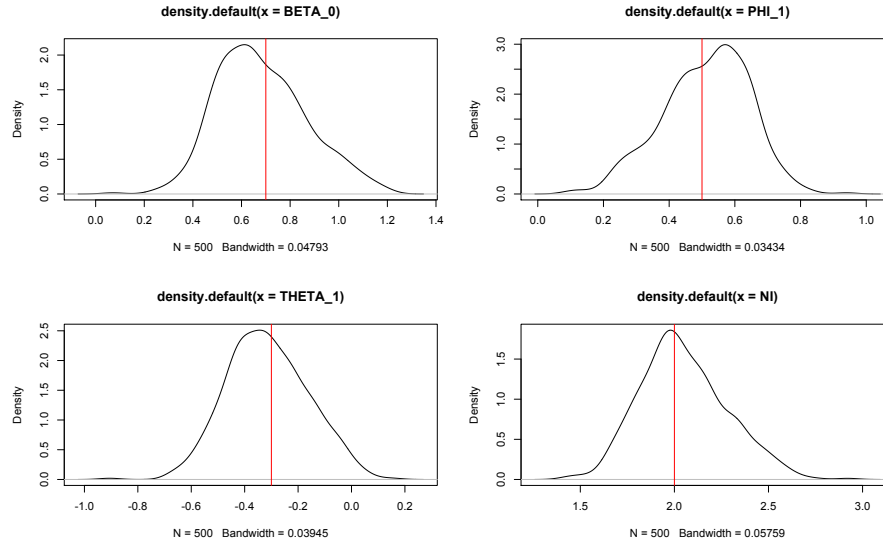 density.default(x = BETA_0)
Density
0.0 0.5 1.0 1.5 2.0
0.0 0.2 0.4 0.6 0.8 1.0 1.2 1.4
N = 500 Bandwidth = 0.04793
density.default(x = PHI_1)
Density
0.0 1.0 2.0 3.0
0.0 0.2 0.4 0.6 0.8 1.0
N = 500 Bandwidth = 0.03434
density.default(x = THETA_1)
Density
0.0 0.5 1.0 1.5 2.0 2.5
-1.0 -0.8 -0.6 -0.4 -0.2 0.0 0.2
N = 500 Bandwidth = 0.03945
density.default(x = NI)
Density
0.0 0.5 1.0 1.5
1.5 2.0 2.5 3.0
N = 500 Bandwidth = 0.05759